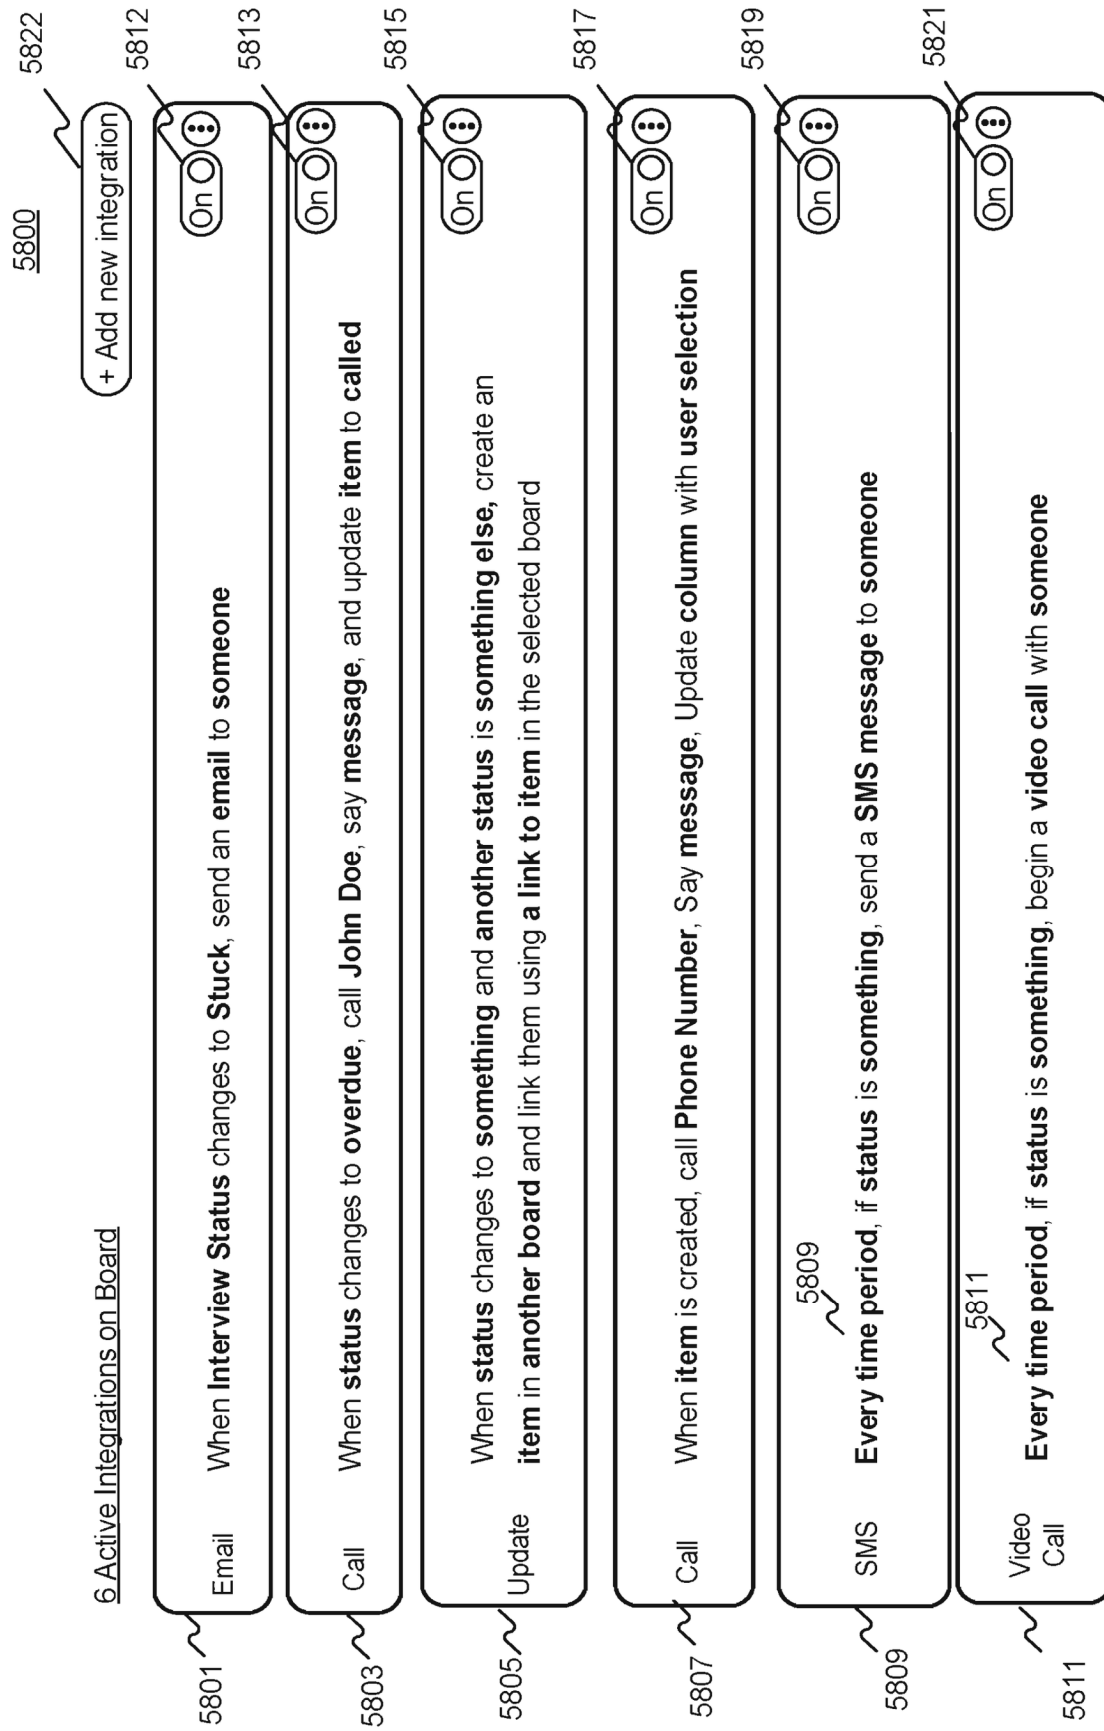 5800
5822
6 Active Integrations on Board
+ Add new integration
5812
5801
Email
When Interview Status changes to Stuck, send an email to someone
On
5813
5803
Call
When status changes to overdue, call John Doe, say message, and update item to called
On
5815
5805
Update
When status changes to something and another status is something else, create an
item in another board and link them using a link to item in the selected board
On
5817
5807
Call
When item is created, call Phone Number, Say message, Update column with user selection
On
5819
5809
SMS
5809
Every time period, if status is something, send a SMS message to someone
On
5821
5811
Video
Call
5811
Every time period, if status is something, begin a video call with someone
On